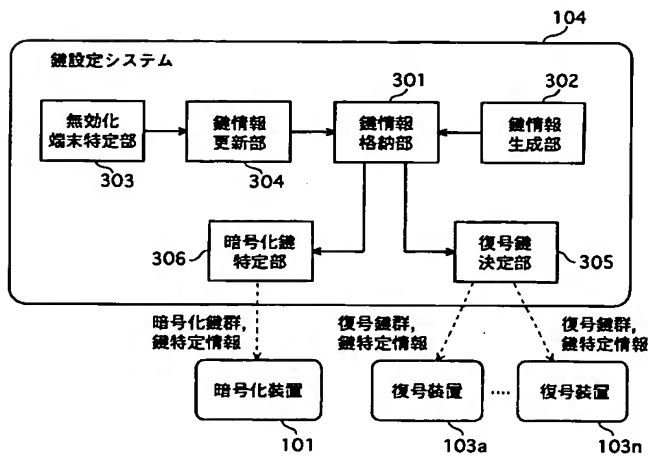 104
鍵設定システム
301
302
無効化
端末特定部
鍵情報
更新部
鍵情報
格納部
鍵情報
生成部
303
304
306
暗号化鍵
特定部
復号鍵
決定部
305
暗号化鍵群,
鍵特定情報
復号鍵群,
鍵特定情報
復号鍵群,
鍵特定情報
暗号化装置
復号装置
復号装置
101
103a
103n